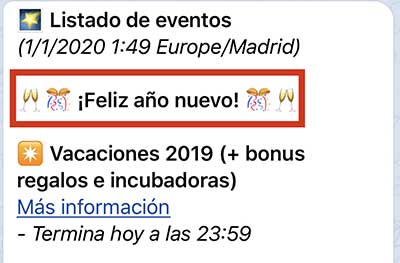 🌠 Listado de eventos
(1/1/2020 1:49 Europe/Madrid)
🥂 🎊 ¡Feliz año nuevo! 🎊 🥂
✴️ Vacaciones 2019 (+ bonus
regalos e incubadoras)
Más información
- Termina hoy a las 23:59